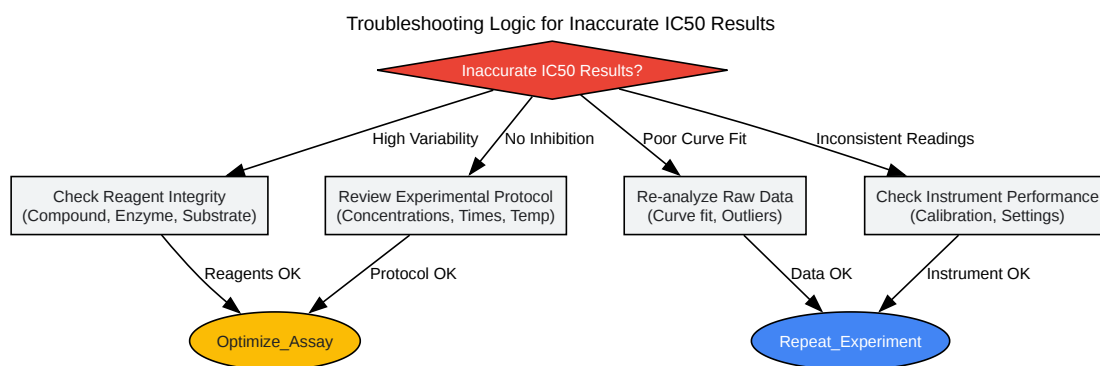 Troubleshooting Logic for Inaccurate IC50 Results
Inaccurate IC50 Results?
High Variability
No Inhibition
Poor Curve Fit
Inconsistent Readings
Check Reagent Integrity
(Compound, Enzyme, Substrate)
Review Experimental Protocol
(Concentrations, Times, Temp)
Re-analyze Raw Data
(Curve fit, Outliers)
Check Instrument Performance
(Calibration, Settings)
Reagents OK
Protocol OK
Data OK
Instrument OK
Optimize_Assay
Repeat_Experiment